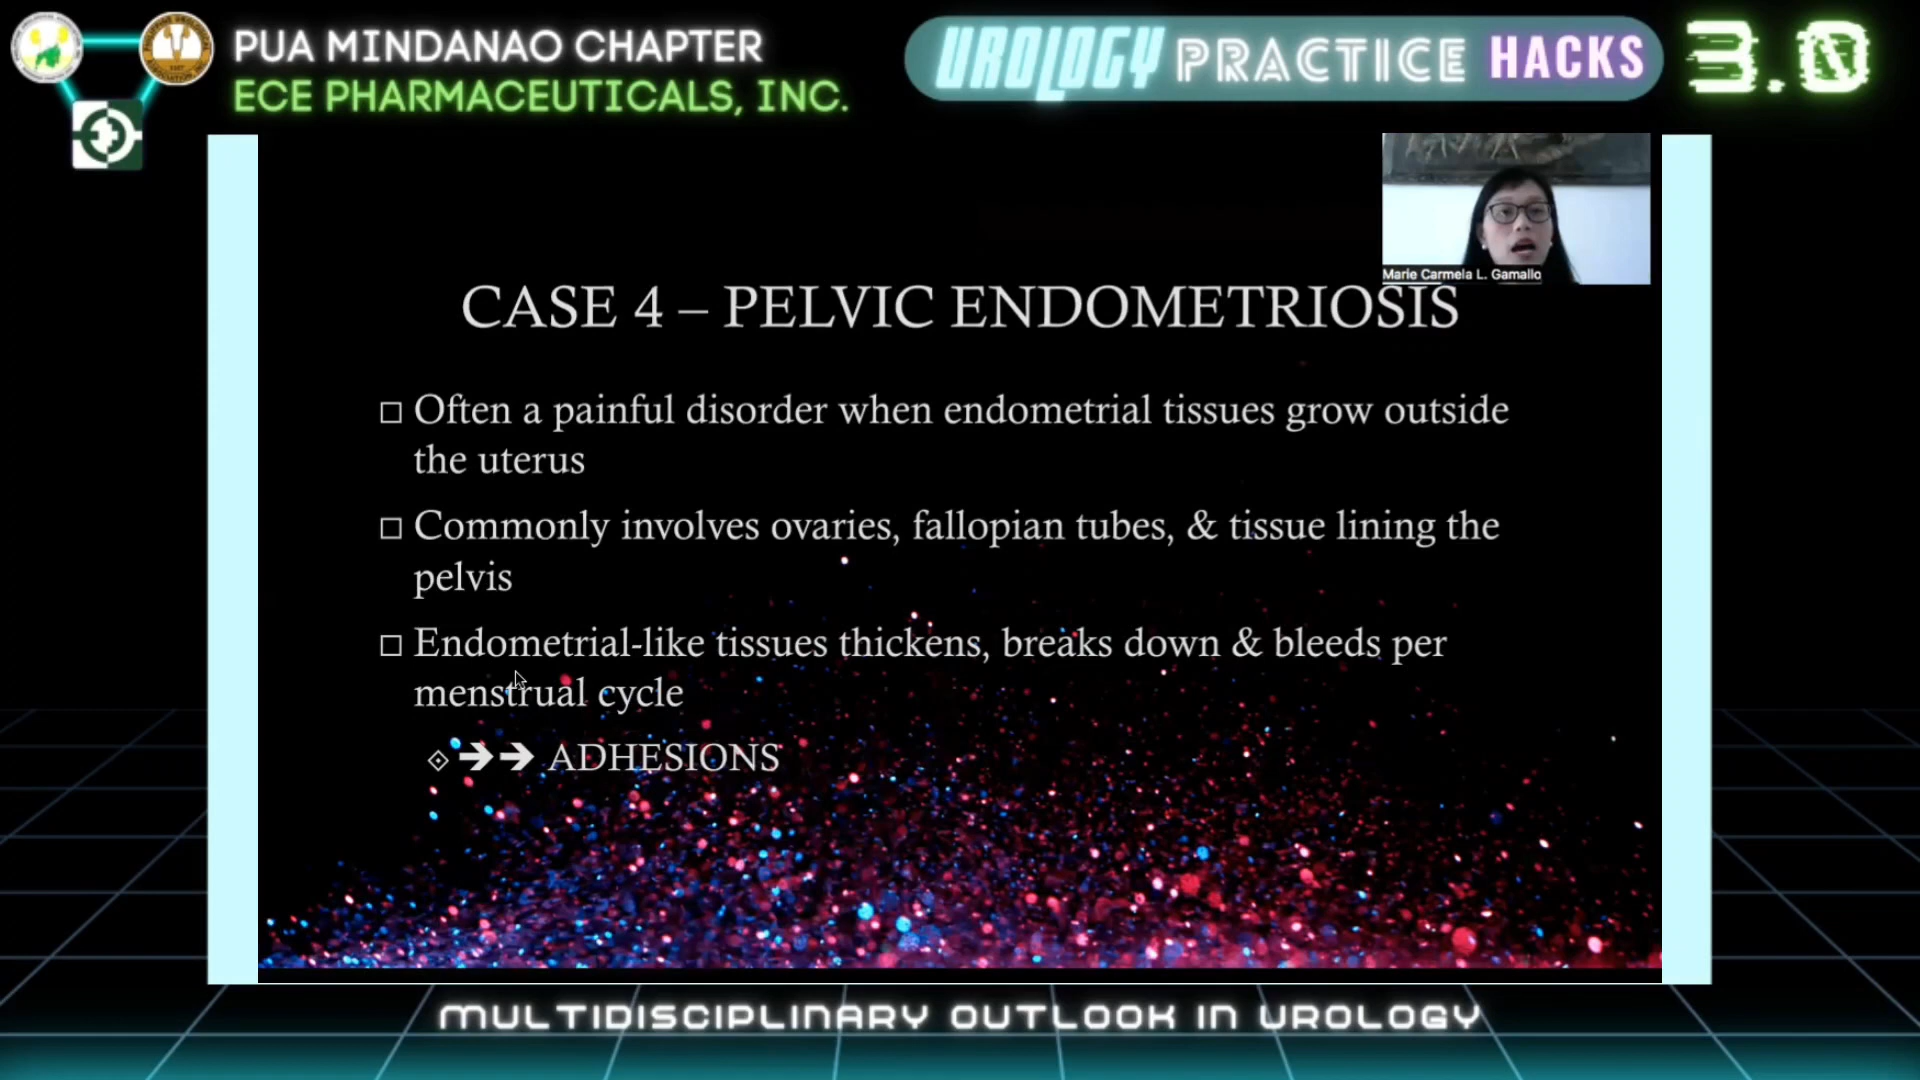 PUA MINDANAO CHAPTER
ECE PHARMACEUTICALS, INC.
UROLOGY PRACTICE HACKS 3.0
Marie Carmela L. Gamallo
CASE 4 – PELVIC ENDOMETRIOSIS
□ Often a painful disorder when endometrial tissues grow outside
the uterus
□ Commonly involves ovaries, fallopian tubes, & tissue lining the
pelvis
□ Endometrial-like tissues thickens, breaks down & bleeds per
menstrual cycle
➔➔ ADHESIONS
MULTIDISCIPLINARY OUTLOOK IN UROLOGY